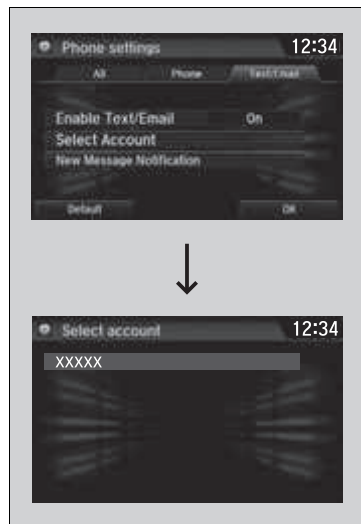 Phone settings 12:34
All Phone Text/Email
Enable Text/Email On
Select Account
New Message Notification
Default OK
Select account 12:34
XXXXX